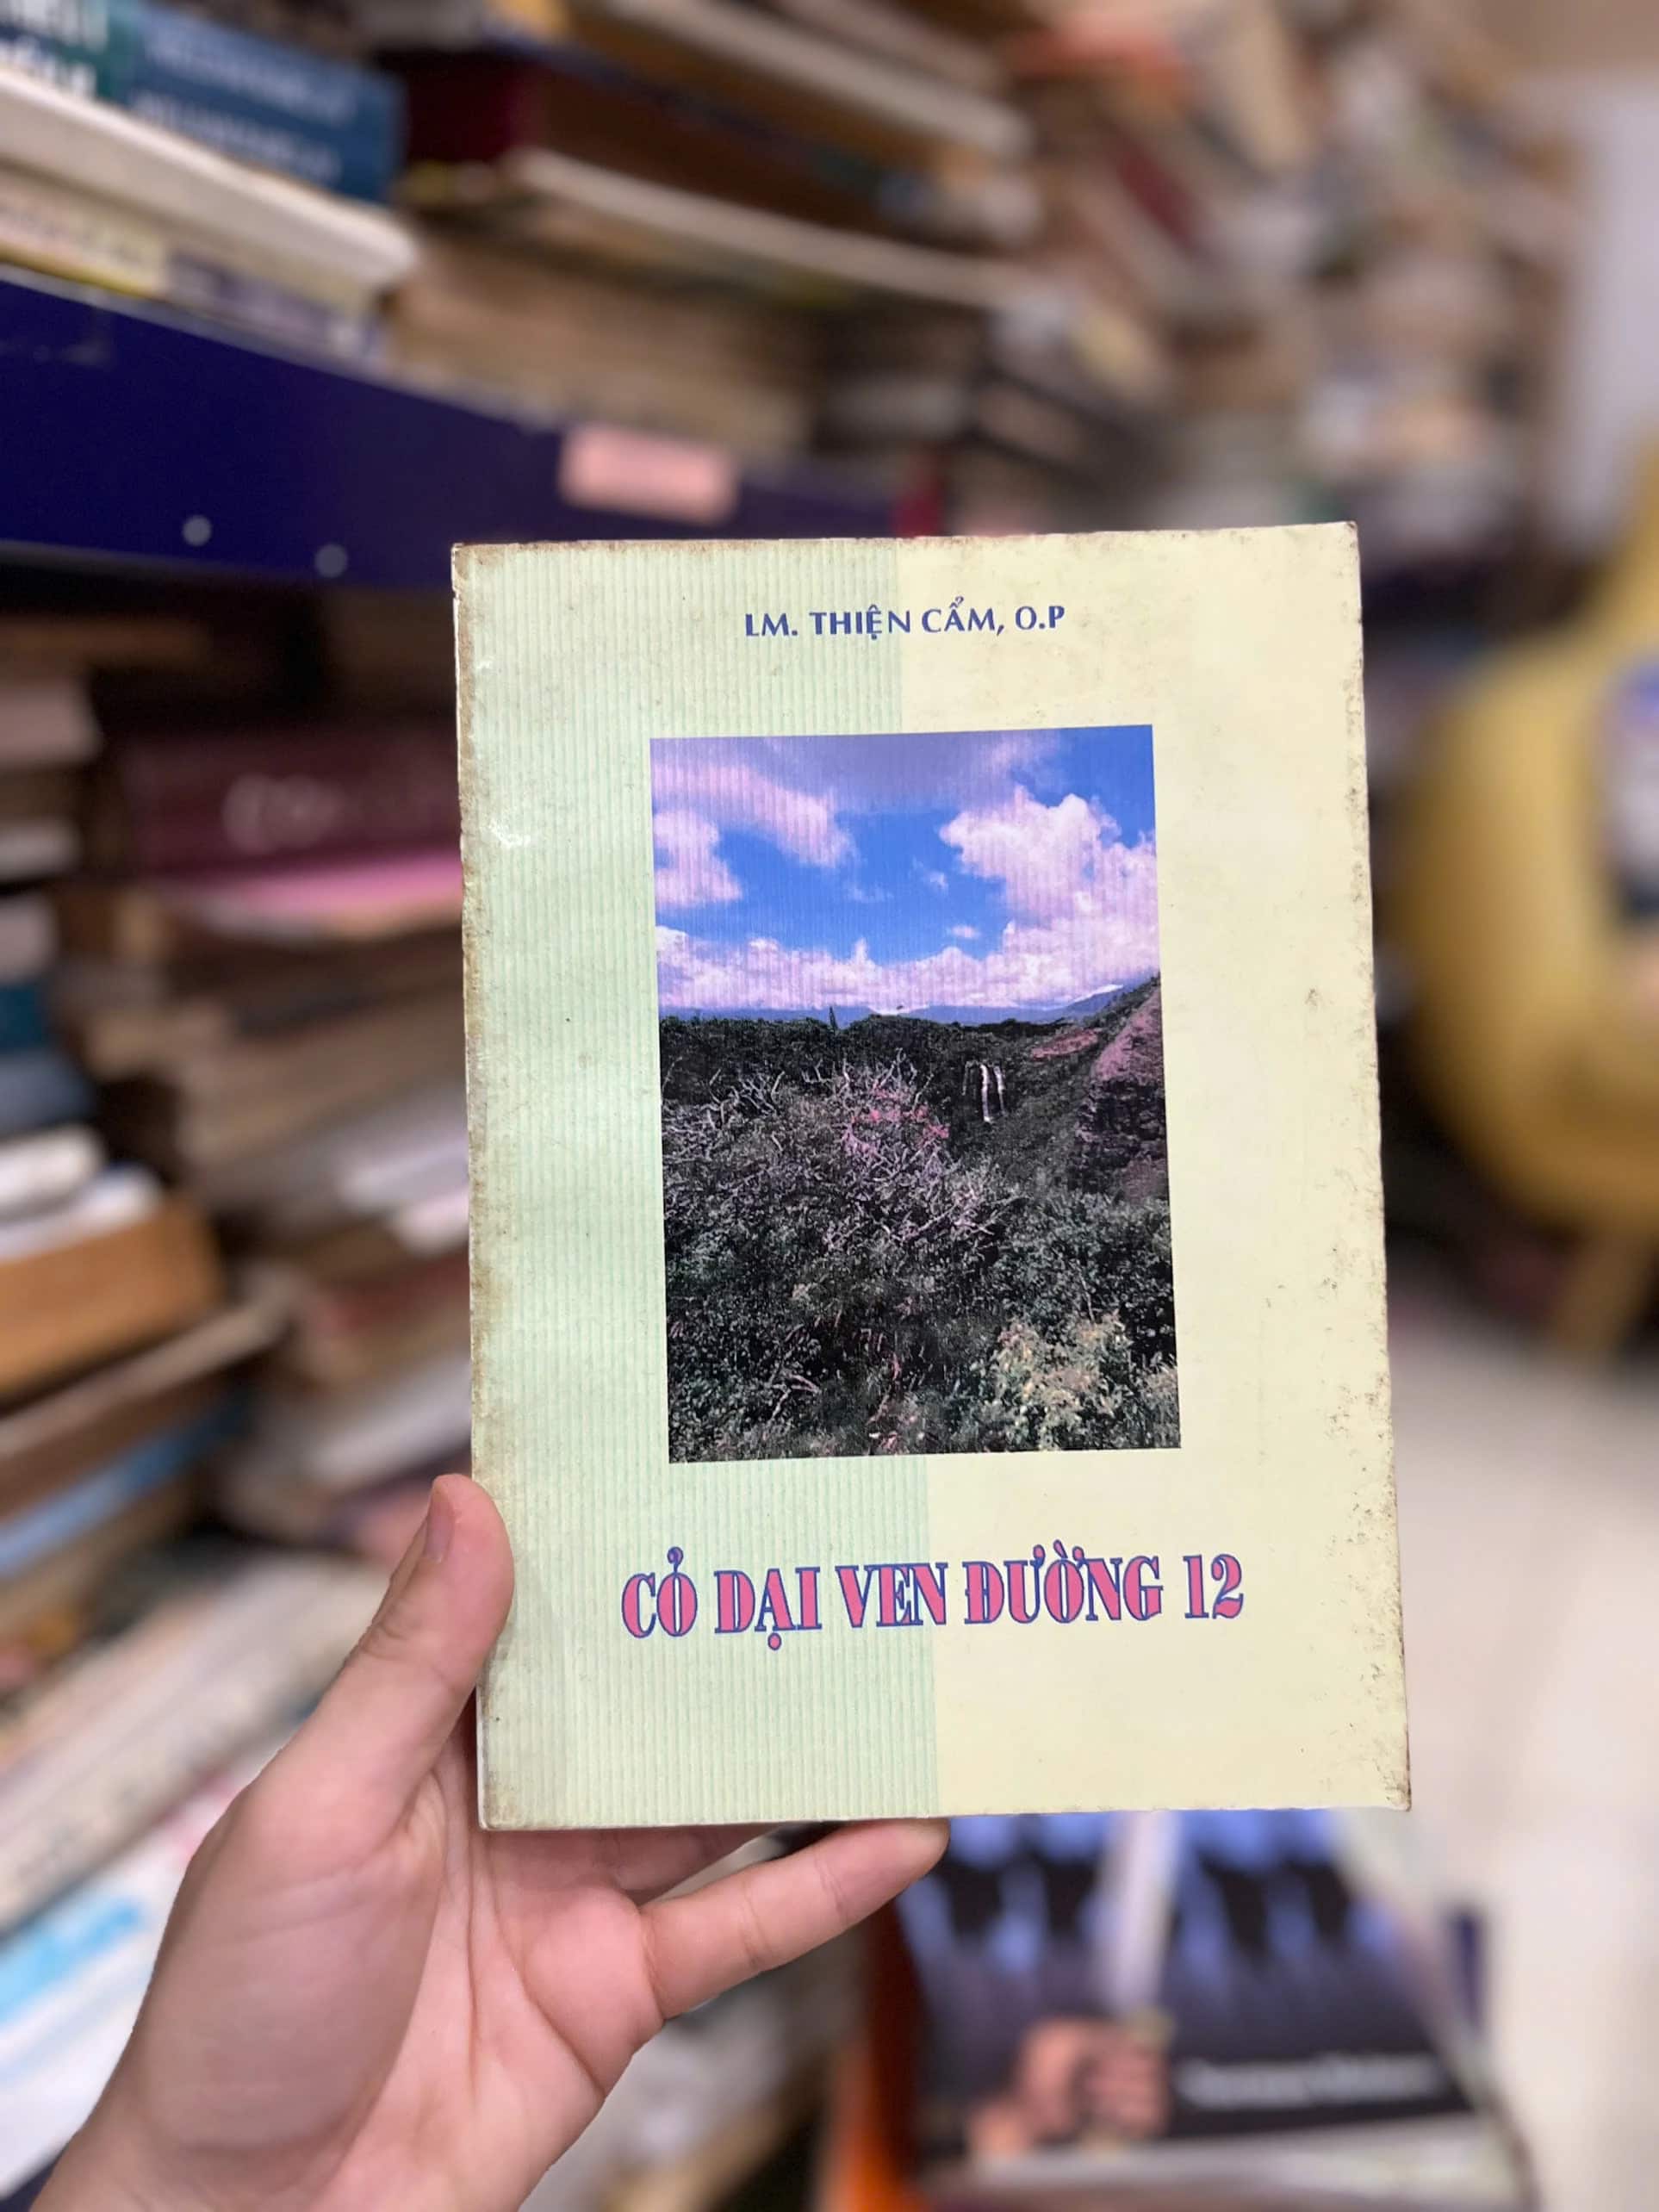 LM. THIỆN CẨM, O.P
CỎ DẠI VEN ĐƯỜNG 12